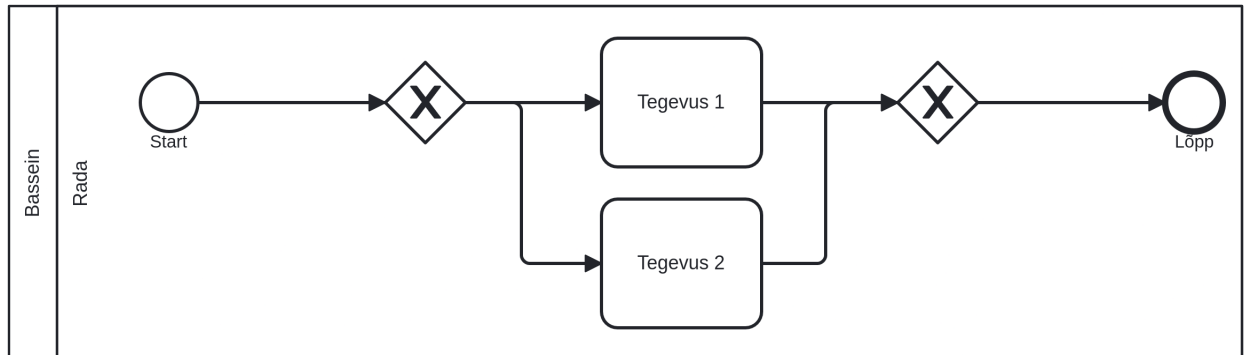 Bassein
Rada
Start
X
Tegevus 1
Tegevus 2
X
Lõpp